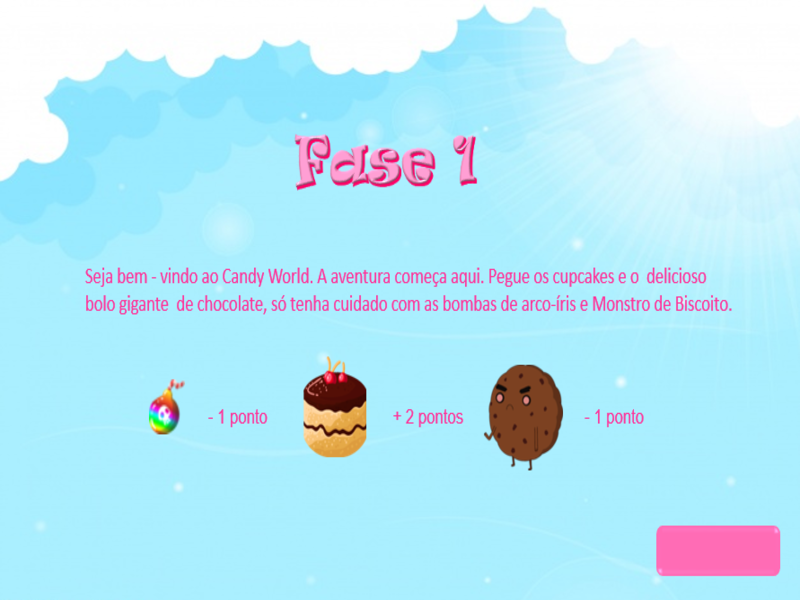 Fase 1
Seja bem - vindo ao Candy World. A aventura começa aqui. Pegue os cupcakes e o delicioso
bolo gigante de chocolate, só tenha cuidado com as bombas de arco-íris e Monstro de Biscoito.
- 1 ponto + 2 pontos - 1 ponto